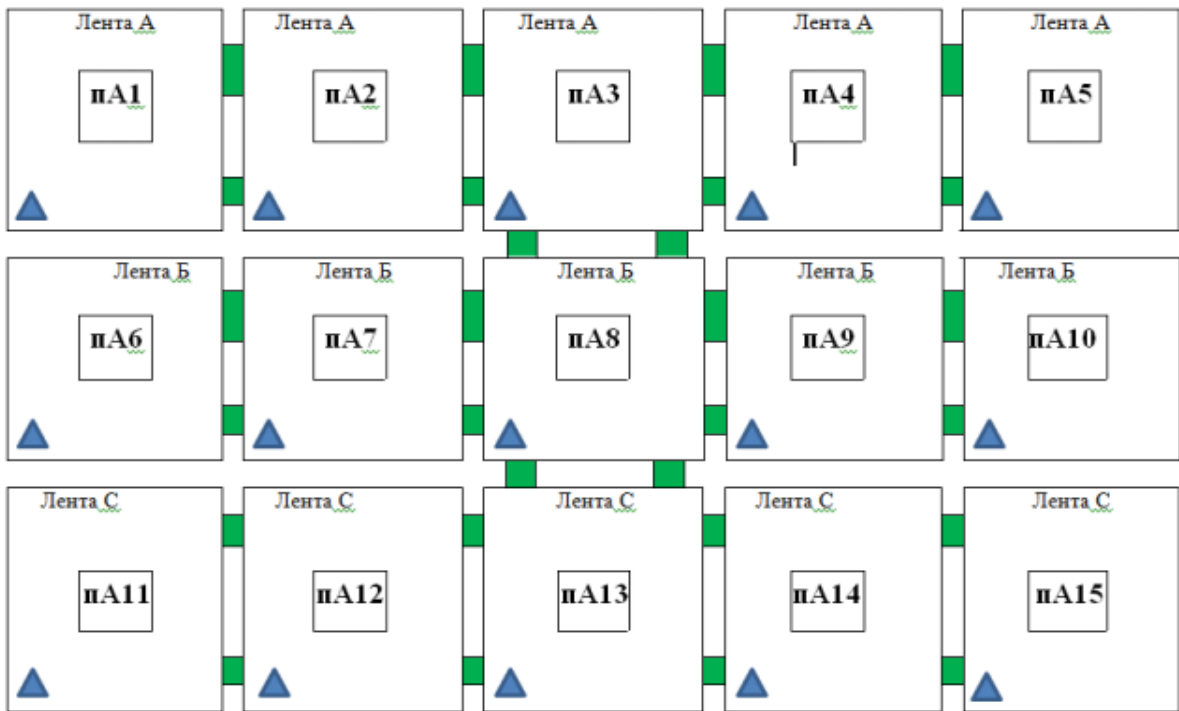 Лента А
Лента А
Лента А
Лента А
Лента А
пА1
пА2
пА3
пА4
пА5
Лента Б
Лента Б
Лента Б
Лента Б
Лента Б
пА6
пА7
пА8
пА9
пА10
Лента С
Лента С
Лента С
Лента С
Лента С
пА11
пА12
пА13
пА14
пА15